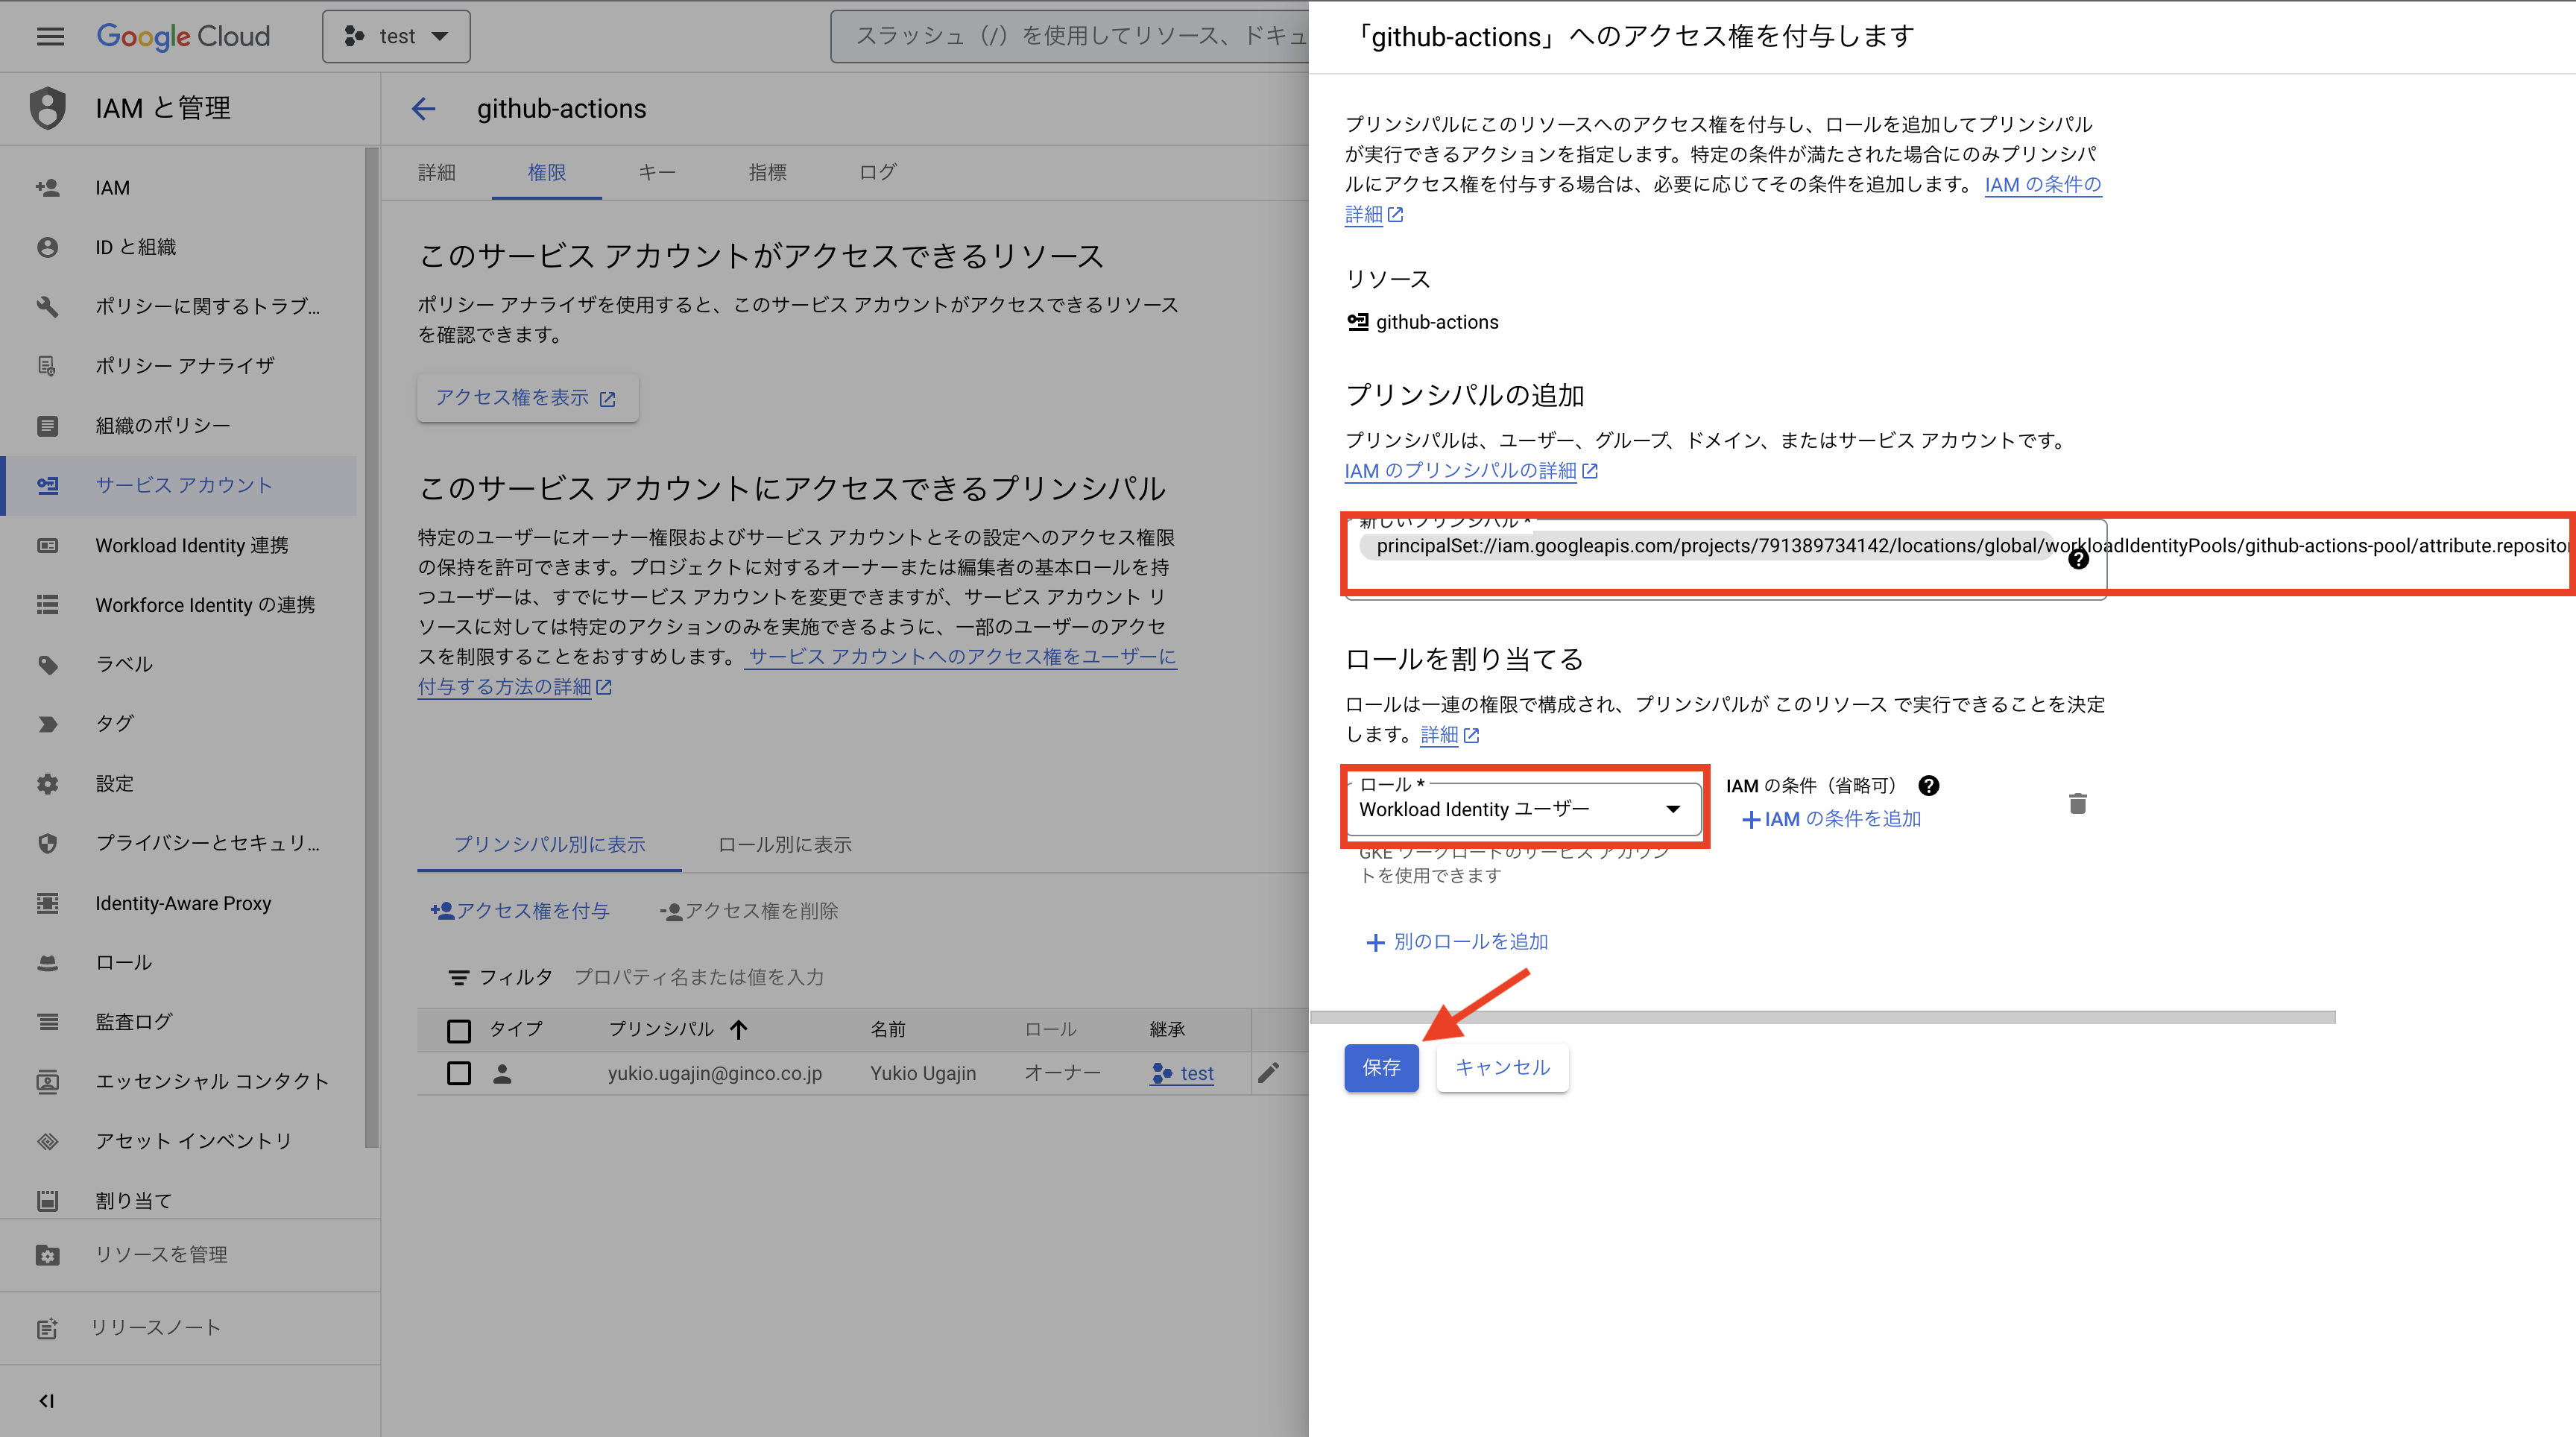 Google Cloud
test
スラッシュ（/）を使用してリソース、ドキュ
IAM と管理
IAM
ID と組織
ポリシーに関するトラブ...
ポリシー アナライザ
組織のポリシー
サービス アカウント
Workload Identity 連携
Workforce Identity の連携
ラベル
タグ
設定
プライバシーとセキュリ...
Identity-Aware Proxy
ロール
監査ログ
エッセンシャル コンタクト
アセット インベントリ
割り当て
リソースを管理
リリースノート
github-actions
詳細
権限
キー
指標
ログ
このサービス アカウントがアクセスできるリソース
ポリシー アナライザを使用すると、このサービス アカウントがアクセスできるリソース
を確認できます。
アクセス権を表示
このサービス アカウントにアクセスできるプリンシパル
特定のユーザーにオーナー権限およびサービス アカウントとその設定へのアクセス権限
の保持を許可できます。プロジェクトに対するオーナーまたは編集者の基本ロールを持
つユーザーは、すでにサービス アカウントを変更できますが、サービス アカウント リ
ソースに対しては特定のアクションのみを実施できるように、一部のユーザーのアクセ
スを制限することをおすすめします。 サービス アカウントへのアクセス権をユーザーに
付与する方法の詳細
プリンシパル別に表示
ロール別に表示
アクセス権を付与
アクセス権を削除
フィルタ
プロパティ名または値を入力
タイプ
プリンシパル
名前
ロール
継承
yukio.ugajin@ginco.co.jp
Yukio Ugajin
オーナー
test
「github-actions」へのアクセス権を付与します
プリンシパルにこのリソースへのアクセス権を付与し、ロールを追加してプリンシパル
が実行できるアクションを指定します。特定の条件が満たされた場合にのみプリンシパ
ルにアクセス権を付与する場合は、必要に応じてその条件を追加します。 IAM の条件の
詳細
リソース
github-actions
プリンシパルの追加
プリンシパルは、ユーザー、グループ、ドメイン、またはサービス アカウントです。
IAM のプリンシパルの詳細
新しいプリンシパル *
principalSet://iam.googleapis.com/projects/791389734142/locations/global/workloadIdentityPools/github-actions-pool/attribute.repositor
ロールを割り当てる
ロールは一連の権限で構成され、プリンシパルが このリソース で実行できることを決定
します。詳細
ロール *
Workload Identity ユーザー
IAM の条件（省略可）
IAM の条件を追加
GKE ワークロードのサービス アカウン
トを使用できます
別のロールを追加
保存
キャンセル